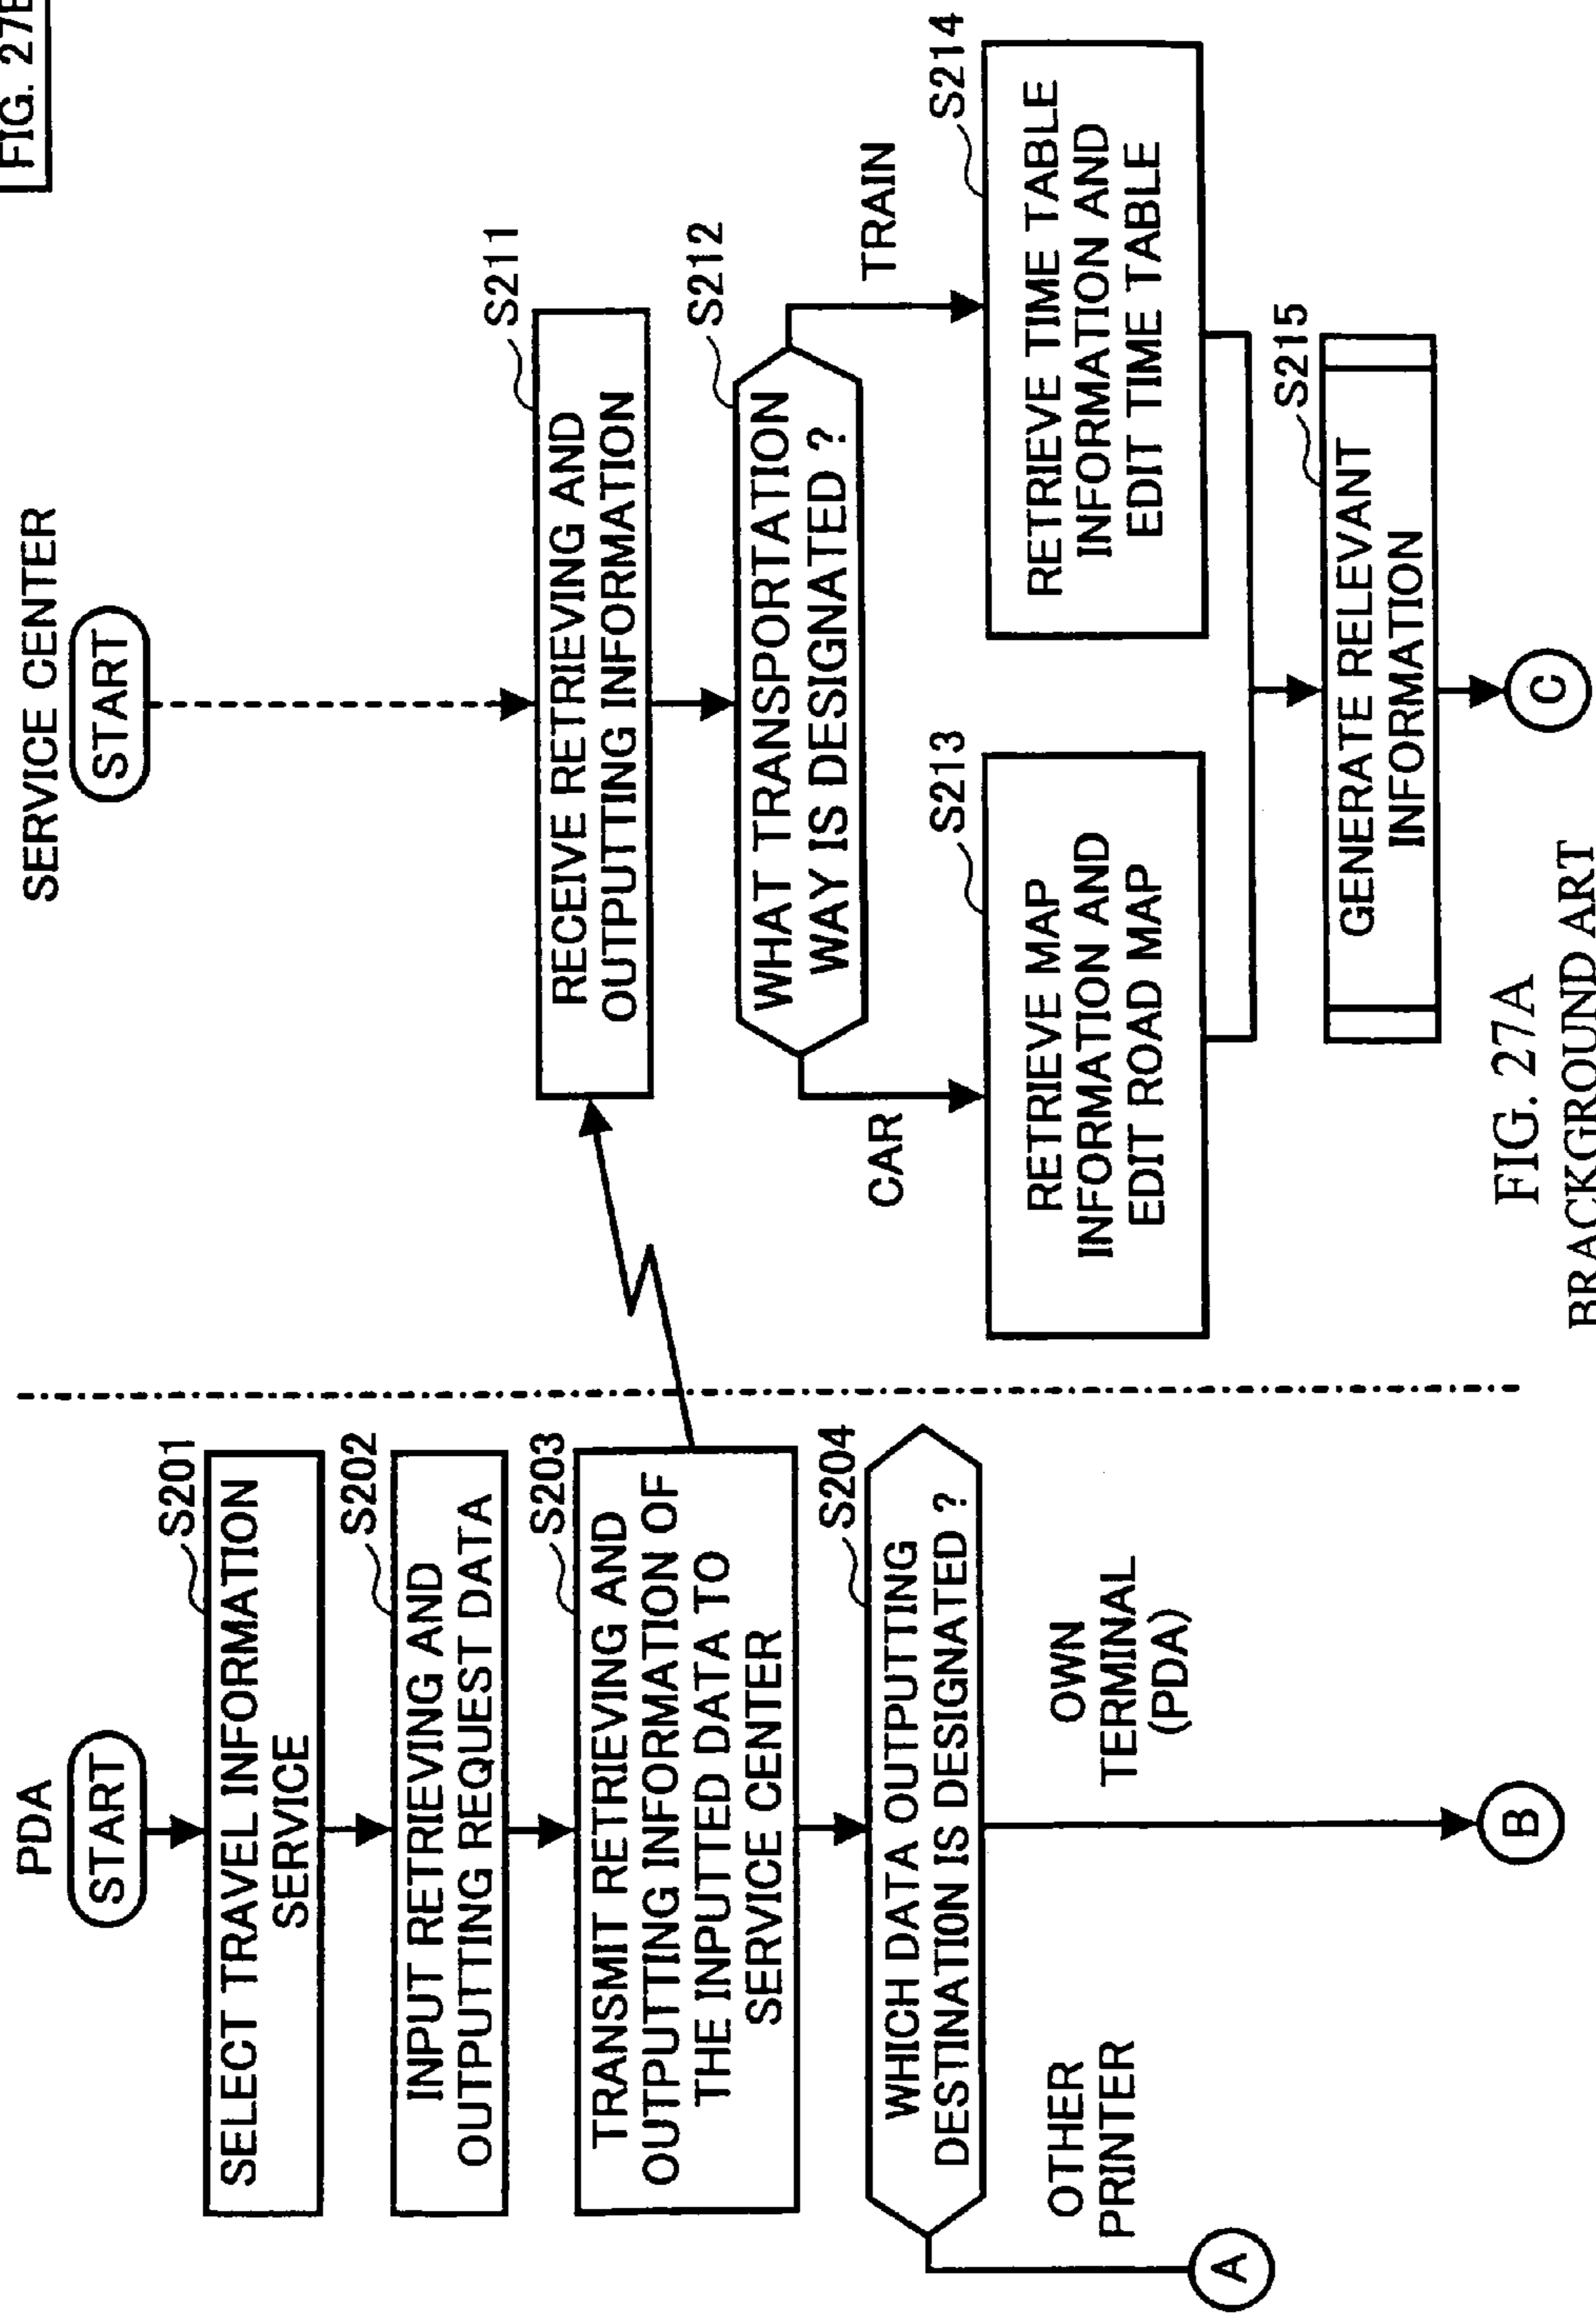 FIG. 27B
PDA
START
S201
SELECT TRAVEL INFORMATION
SERVICE
S202
INPUT RETRIEVING AND
OUTPUTTING REQUEST DATA
S203
TRANSMIT RETRIEVING AND
OUTPUTTING INFORMATION OF
THE INPUTTED DATA TO
SERVICE CENTER
S204
WHICH DATA OUTPUTTING
DESTINATION IS DESIGNATED ?
OTHER
PRINTER
OWN
TERMINAL
(PDA)
A
B
SERVICE CENTER
START
S211
RECEIVE RETRIEVING AND
OUTPUTTING INFORMATION
S212
WHAT TRANSPORTATION
WAY IS DESIGNATED ?
CAR
TRAIN
S213
RETRIEVE MAP
INFORMATION AND
EDIT ROAD MAP
S214
RETRIEVE TIME TABLE
INFORMATION AND
EDIT TIME TABLE
S215
GENERATE RELEVANT
INFORMATION
C
FIG. 27A
BRACKGROUND ART